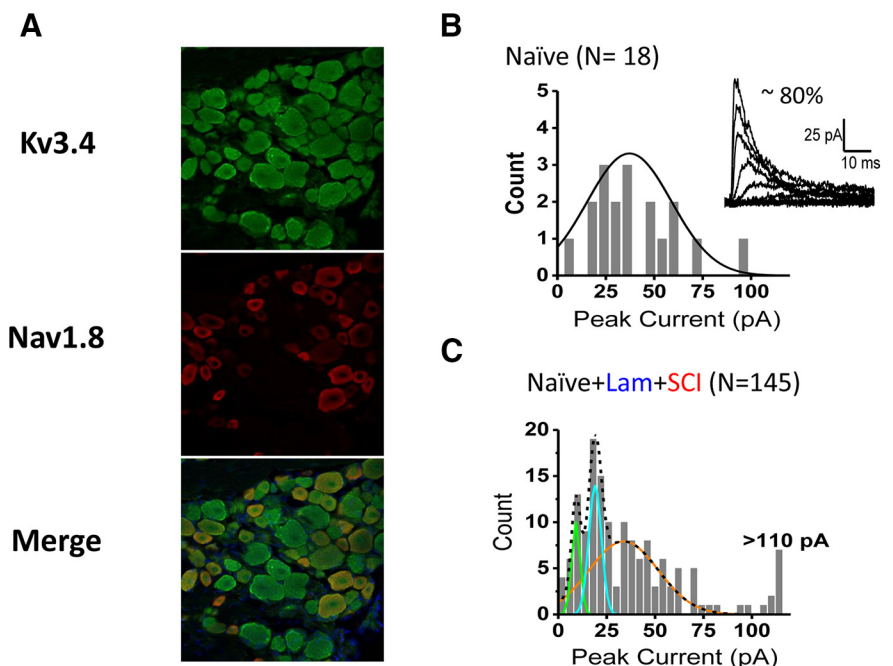 A
Kv3.4
Nav1.8
Merge
B
Naïve (N= 18)
5
4
3
2
1
0
Count
0 25 50 75 100
Peak Current (pA)
~ 80%
25 pA
10 ms
C
Naïve+Lam+SCI (N=145)
20
15
10
5
0
Count
>110 pA
0 25 50 75 100
Peak Current (pA)